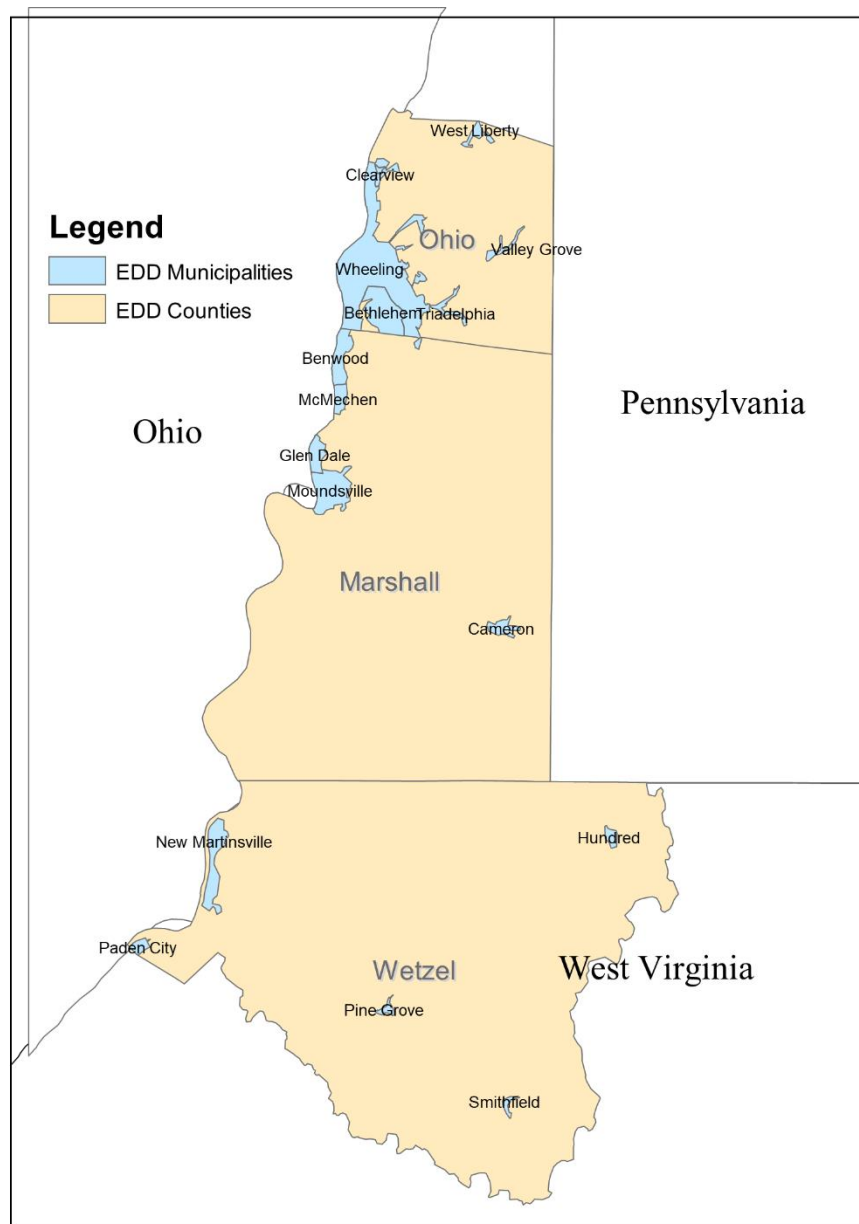 West Liberty
Clearview
Legend
Ohio
Valley Grove
EDD Municipalities
Wheeling
EDD Counties
Bethlehem
Triadelphia
Benwood
McMechen
Pennsylvania
Ohio
Glen Dale
Moundsville
Marshall
Cameron
New Martinsville
Hundred
Paden City
Wetzel
West Virginia
Pine Grove
Smithfield